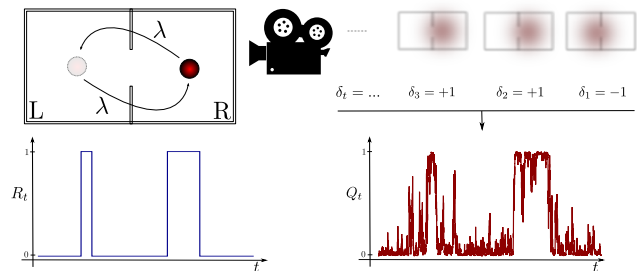 λ
λ
L
R
...... 
δₜ = ... δ₃ = +1 δ₂ = +1 δ₁ = −1
1
Rₜ
0
t
1
Qₜ
0
t